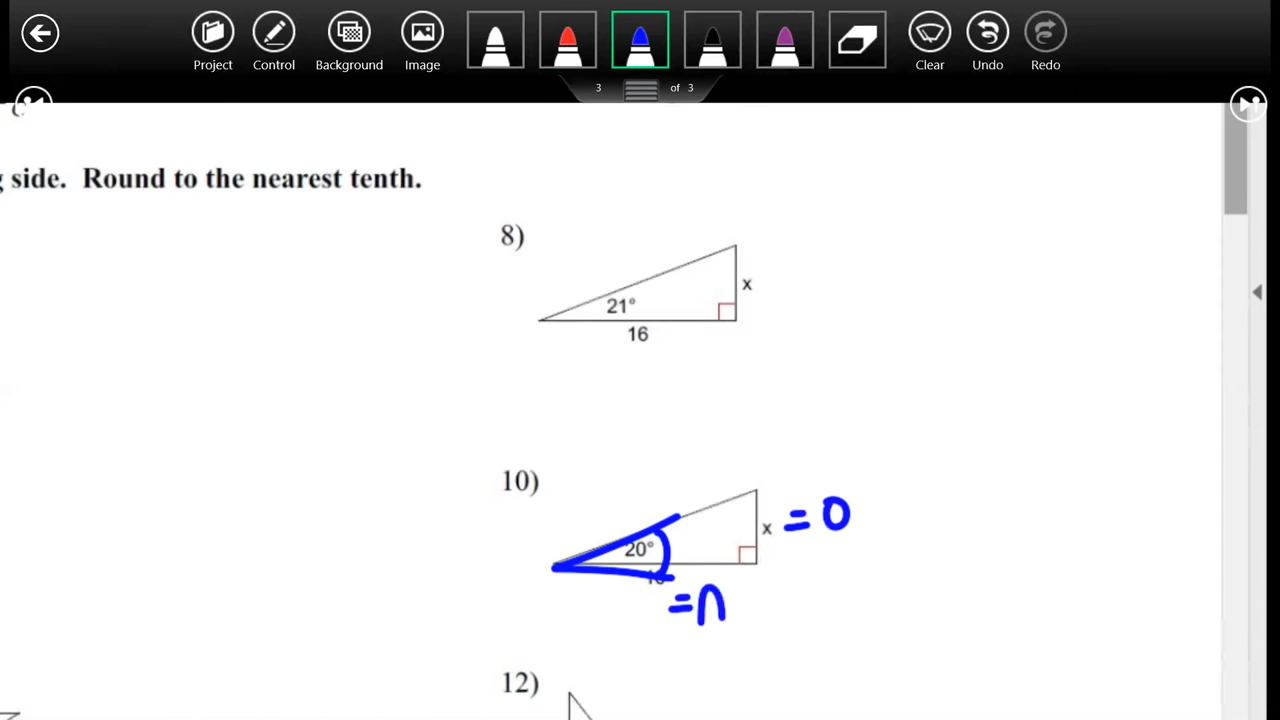 Project Control Background Image Clear Undo Redo
3 of 3
side. Round to the nearest tenth.
8)
21°
x
16
10)
20°
x = 0
= n
12)